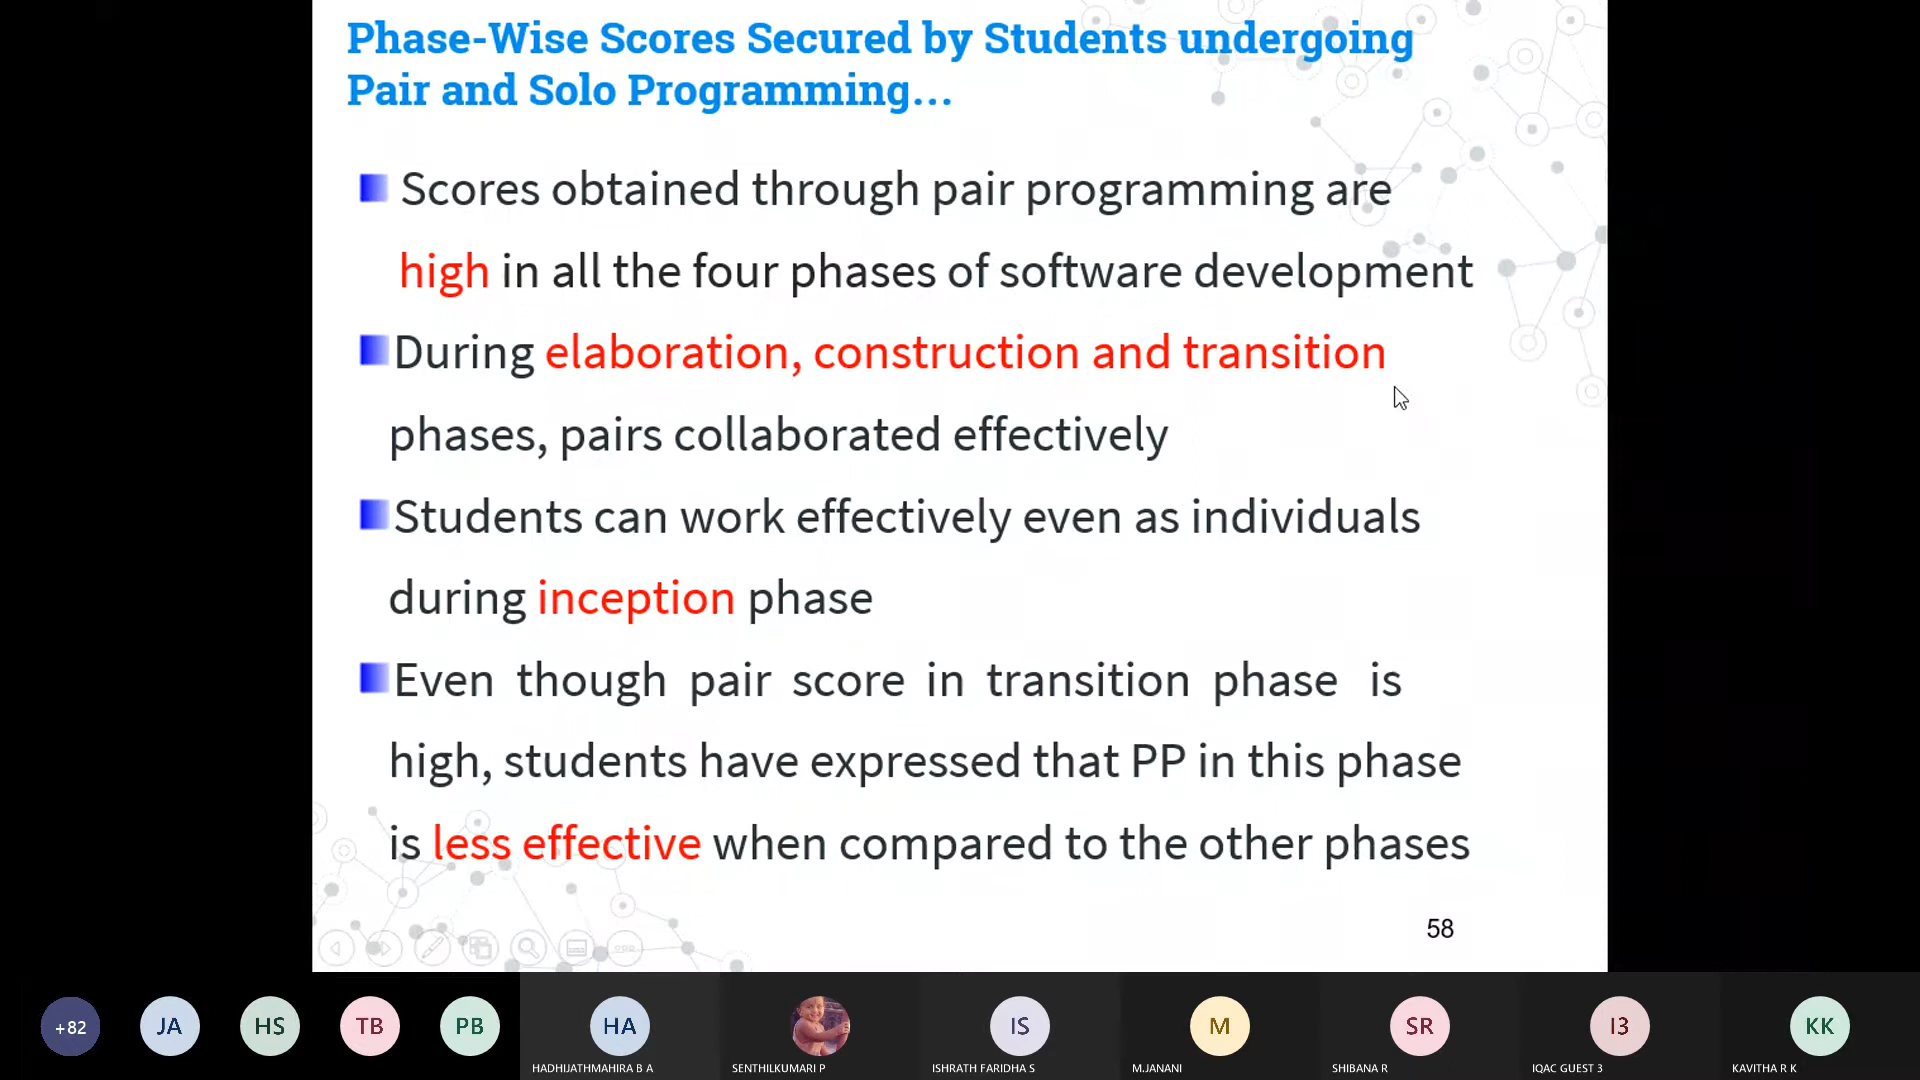 Phase-Wise Scores Secured by Students undergoing
Pair and Solo Programming...
Scores obtained through pair programming are
high in all the four phases of software development
During elaboration, construction and transition
phases, pairs collaborated effectively
Students can work effectively even as individuals
during inception phase
Even though pair score in transition phase is
high, students have expressed that PP in this phase
is less effective when compared to the other phases
58
+82 JA HS TB PB HA IS M SR I3 KK
HADHIJATHMAHIRA B A SENTHILKUMARI P ISHRATH FARIDHA S M.JANANI SHIBANA R IQAC GUEST 3 KAVITHA R K